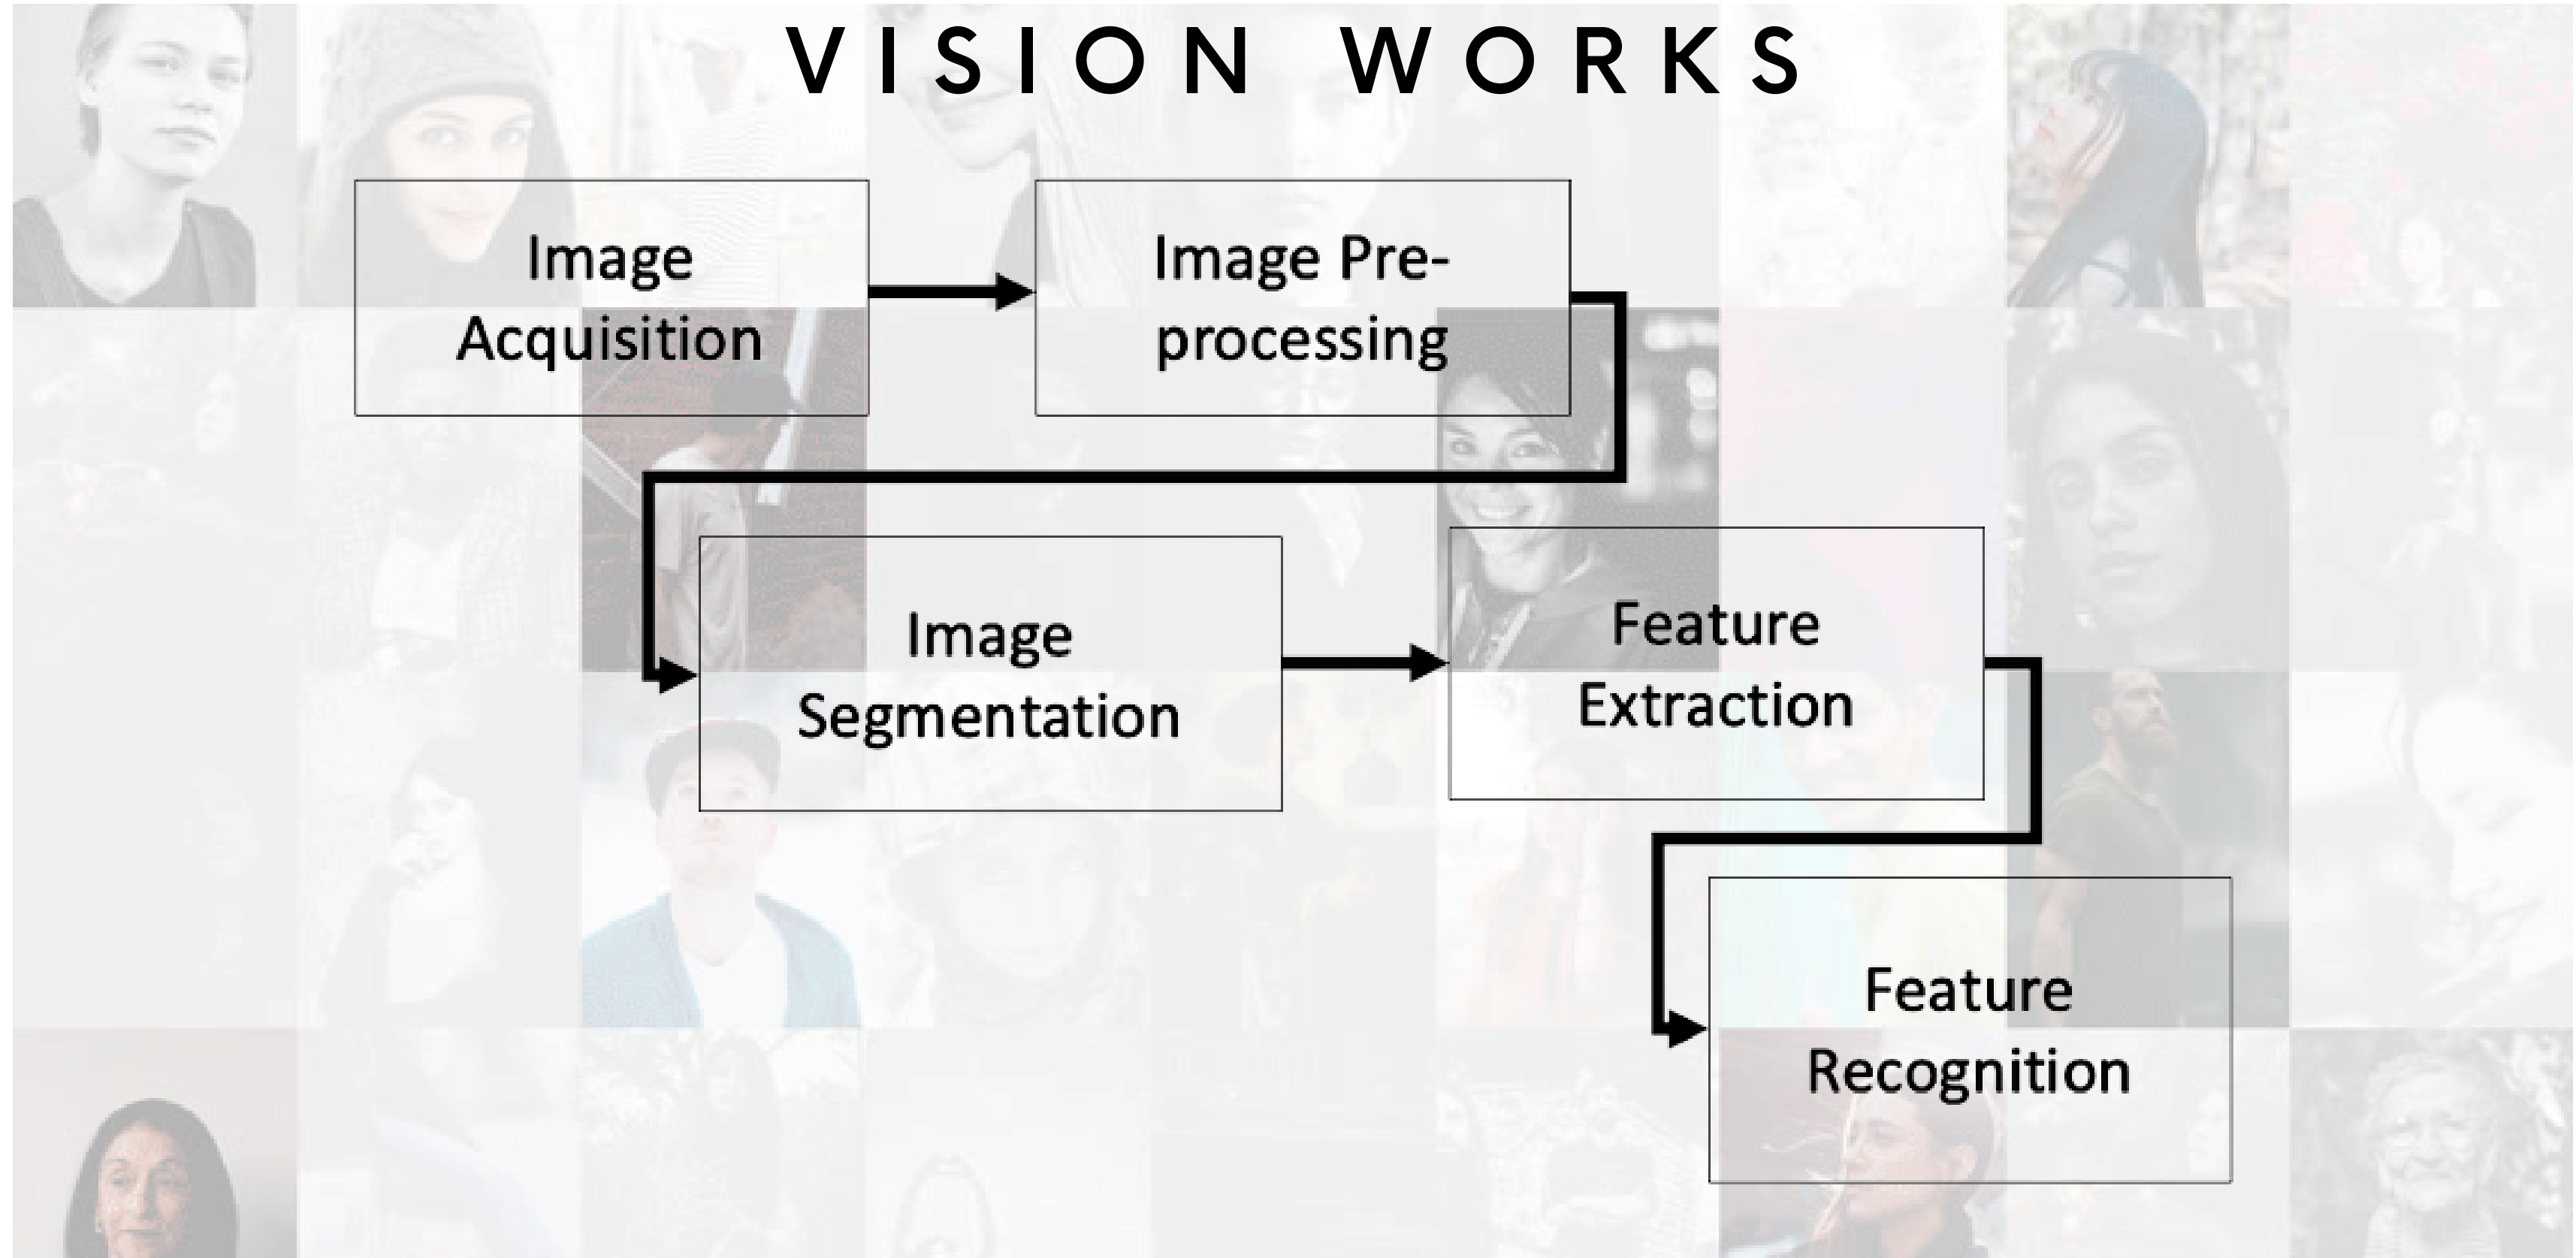 VISION WORKS
Image
Acquisition
Image Pre-
processing
Image
Segmentation
Feature
Extraction
Feature
Recognition